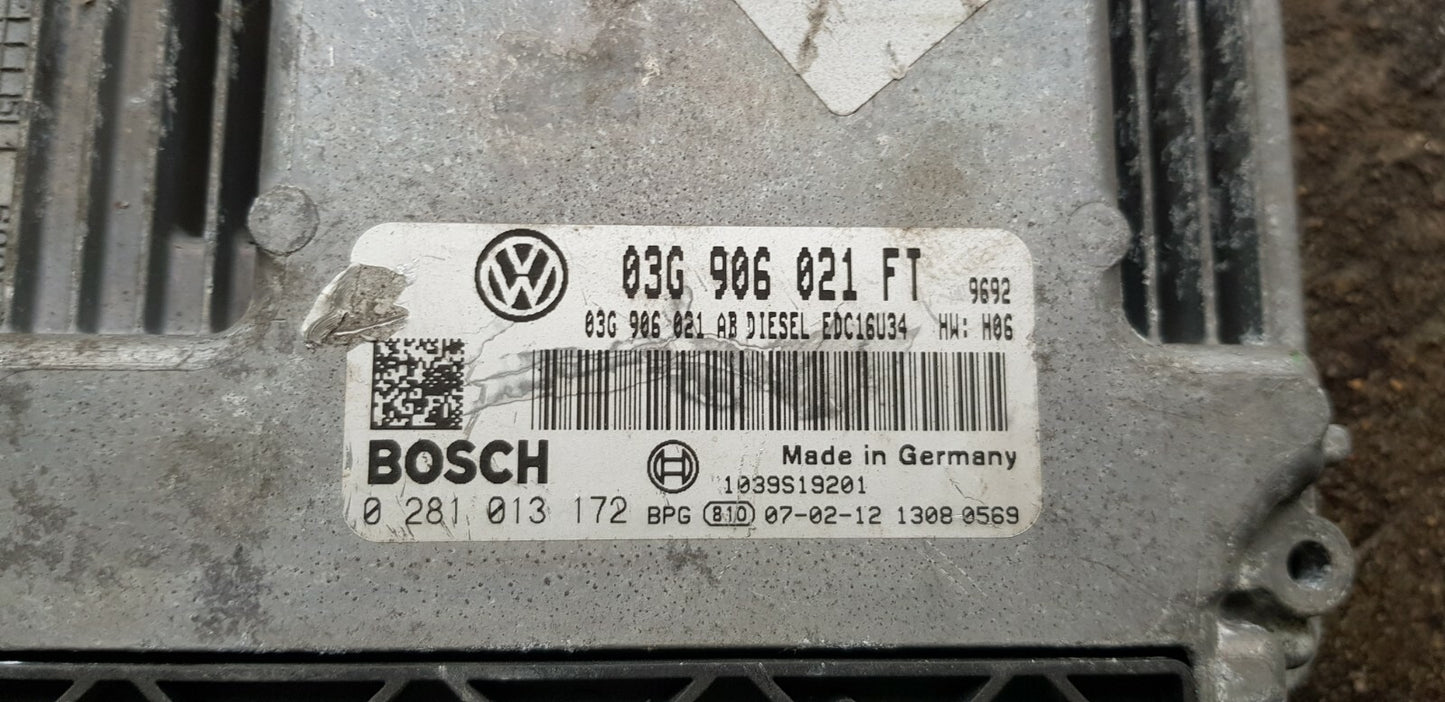 03G 906 021 FT 9692
03G 906 021 AB DIESEL EDC16U34 HW: H06
BOSCH
Made in Germany
1039S19201
0 281 013 172 BPG 810 07-02-12 1308 0569